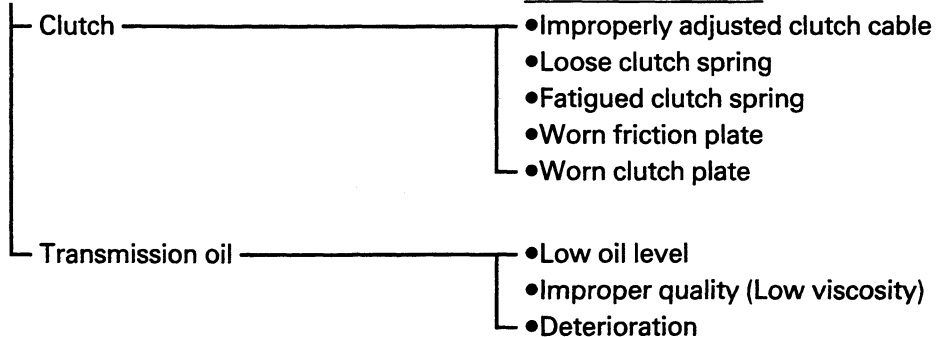 Clutch
●Improperly adjusted clutch cable
●Loose clutch spring
●Fatigued clutch spring
●Worn friction plate
●Worn clutch plate
Transmission oil
●Low oil level
●Improper quality (Low viscosity)
●Deterioration